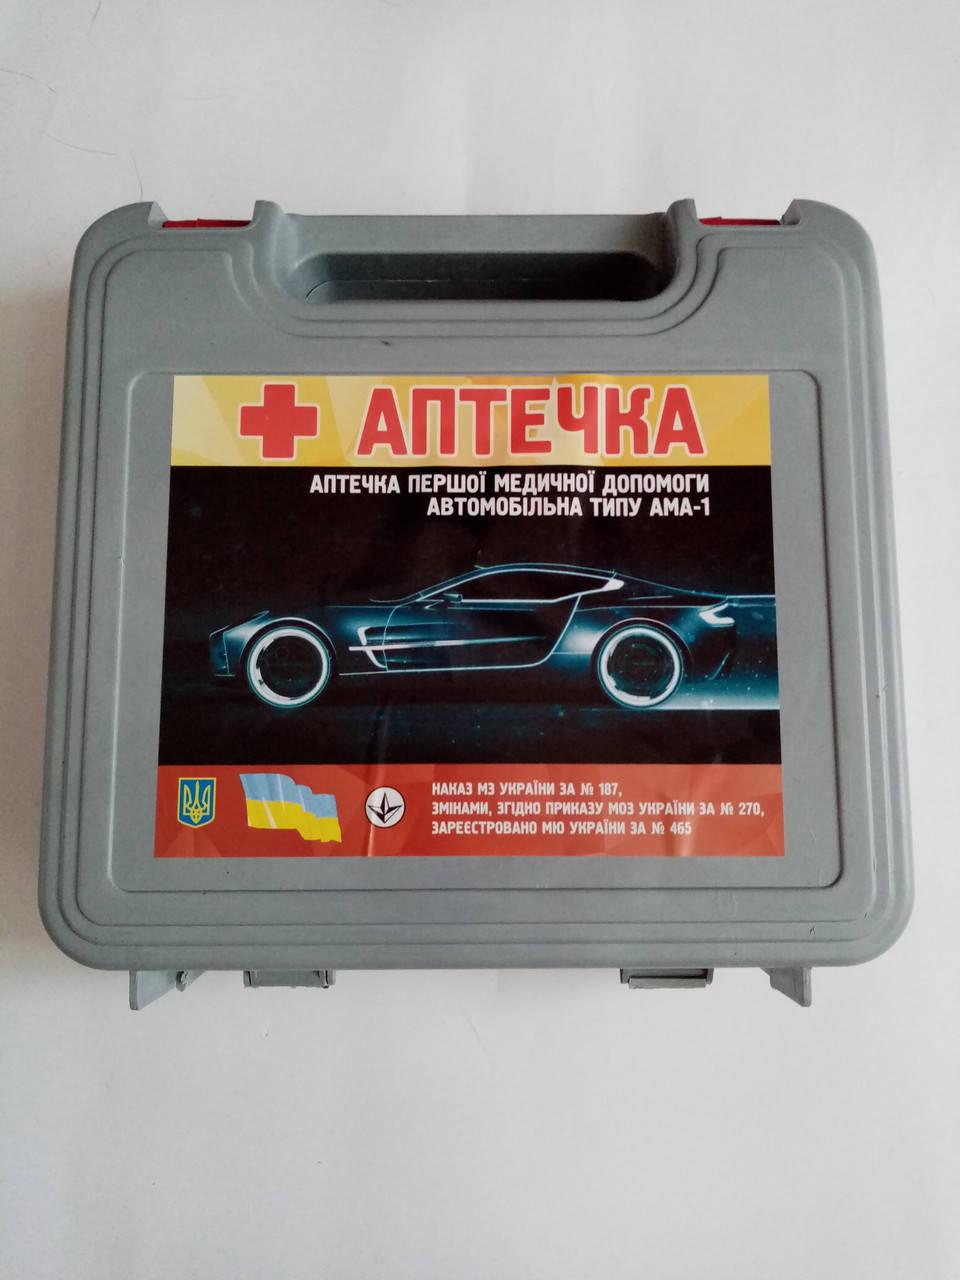 АПТЕЧКА
АПТЕЧКА ПЕРШОЇ МЕДИЧНОЇ ДОПОМОГИ
АВТОМОБІЛЬНА ТИПУ АМА-1
НАКАЗ МЗ УКРАЇНИ ЗА № 187,
ЗМІНАМИ, ЗГІДНО ПРИКАЗУ МОЗ УКРАЇНИ ЗА № 270,
ЗАРЕЄСТРОВАНО МЮ УКРАЇНИ ЗА № 465